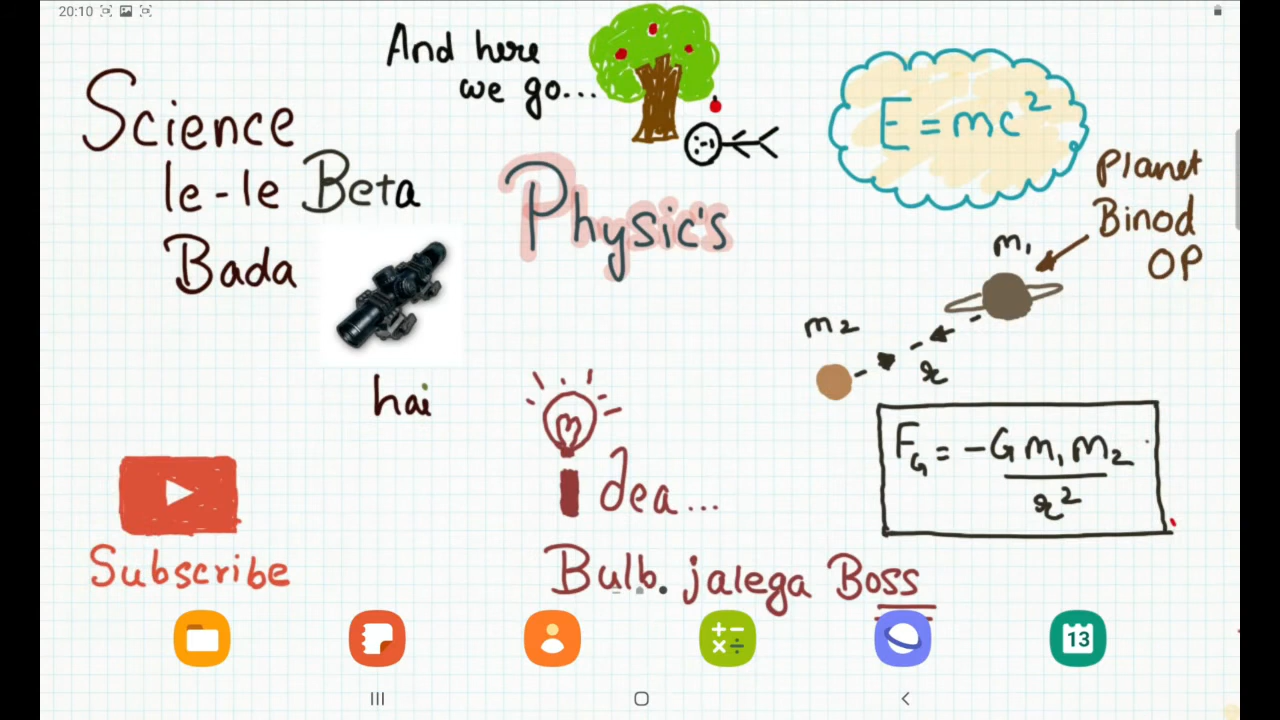 20:10
And here
we go...
Science
le-le Beta
Bada
hai
Physic's
E = mc²
Planet
Binod
OP
m₁
m₂
r
F_G = -G m₁ m₂
r²
Idea...
Bulb. jalega Boss
Subscribe
13